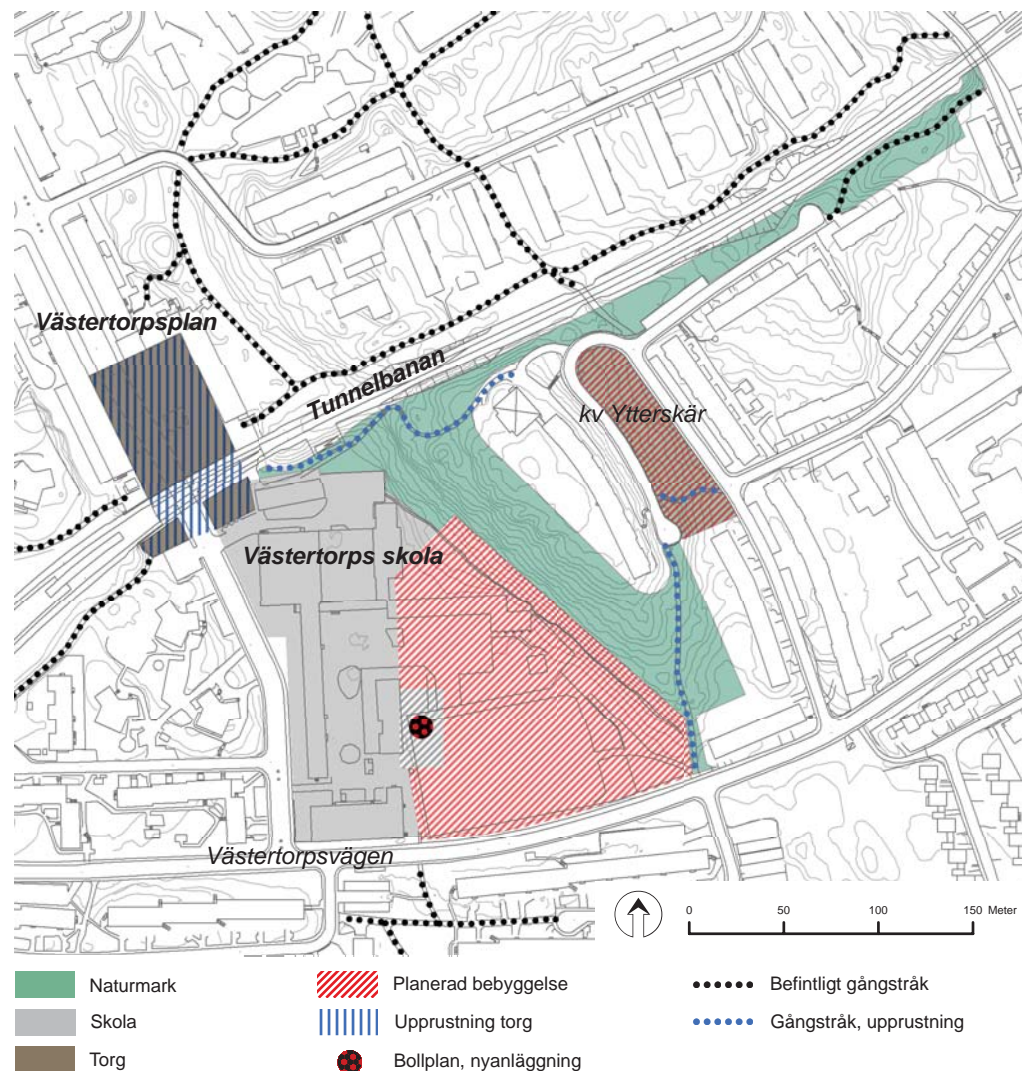 Västertorpsplan
Tunnelbanan
kv Ytterskär
Västertorps skola
Västertorpsvägen
0 50 100 150 Meter
Naturmark
Skola
Torg
Planerad bebyggelse
Upprustning torg
Bollplan, nyanläggning
Befintligt gångstråk
Gångstråk, upprustning